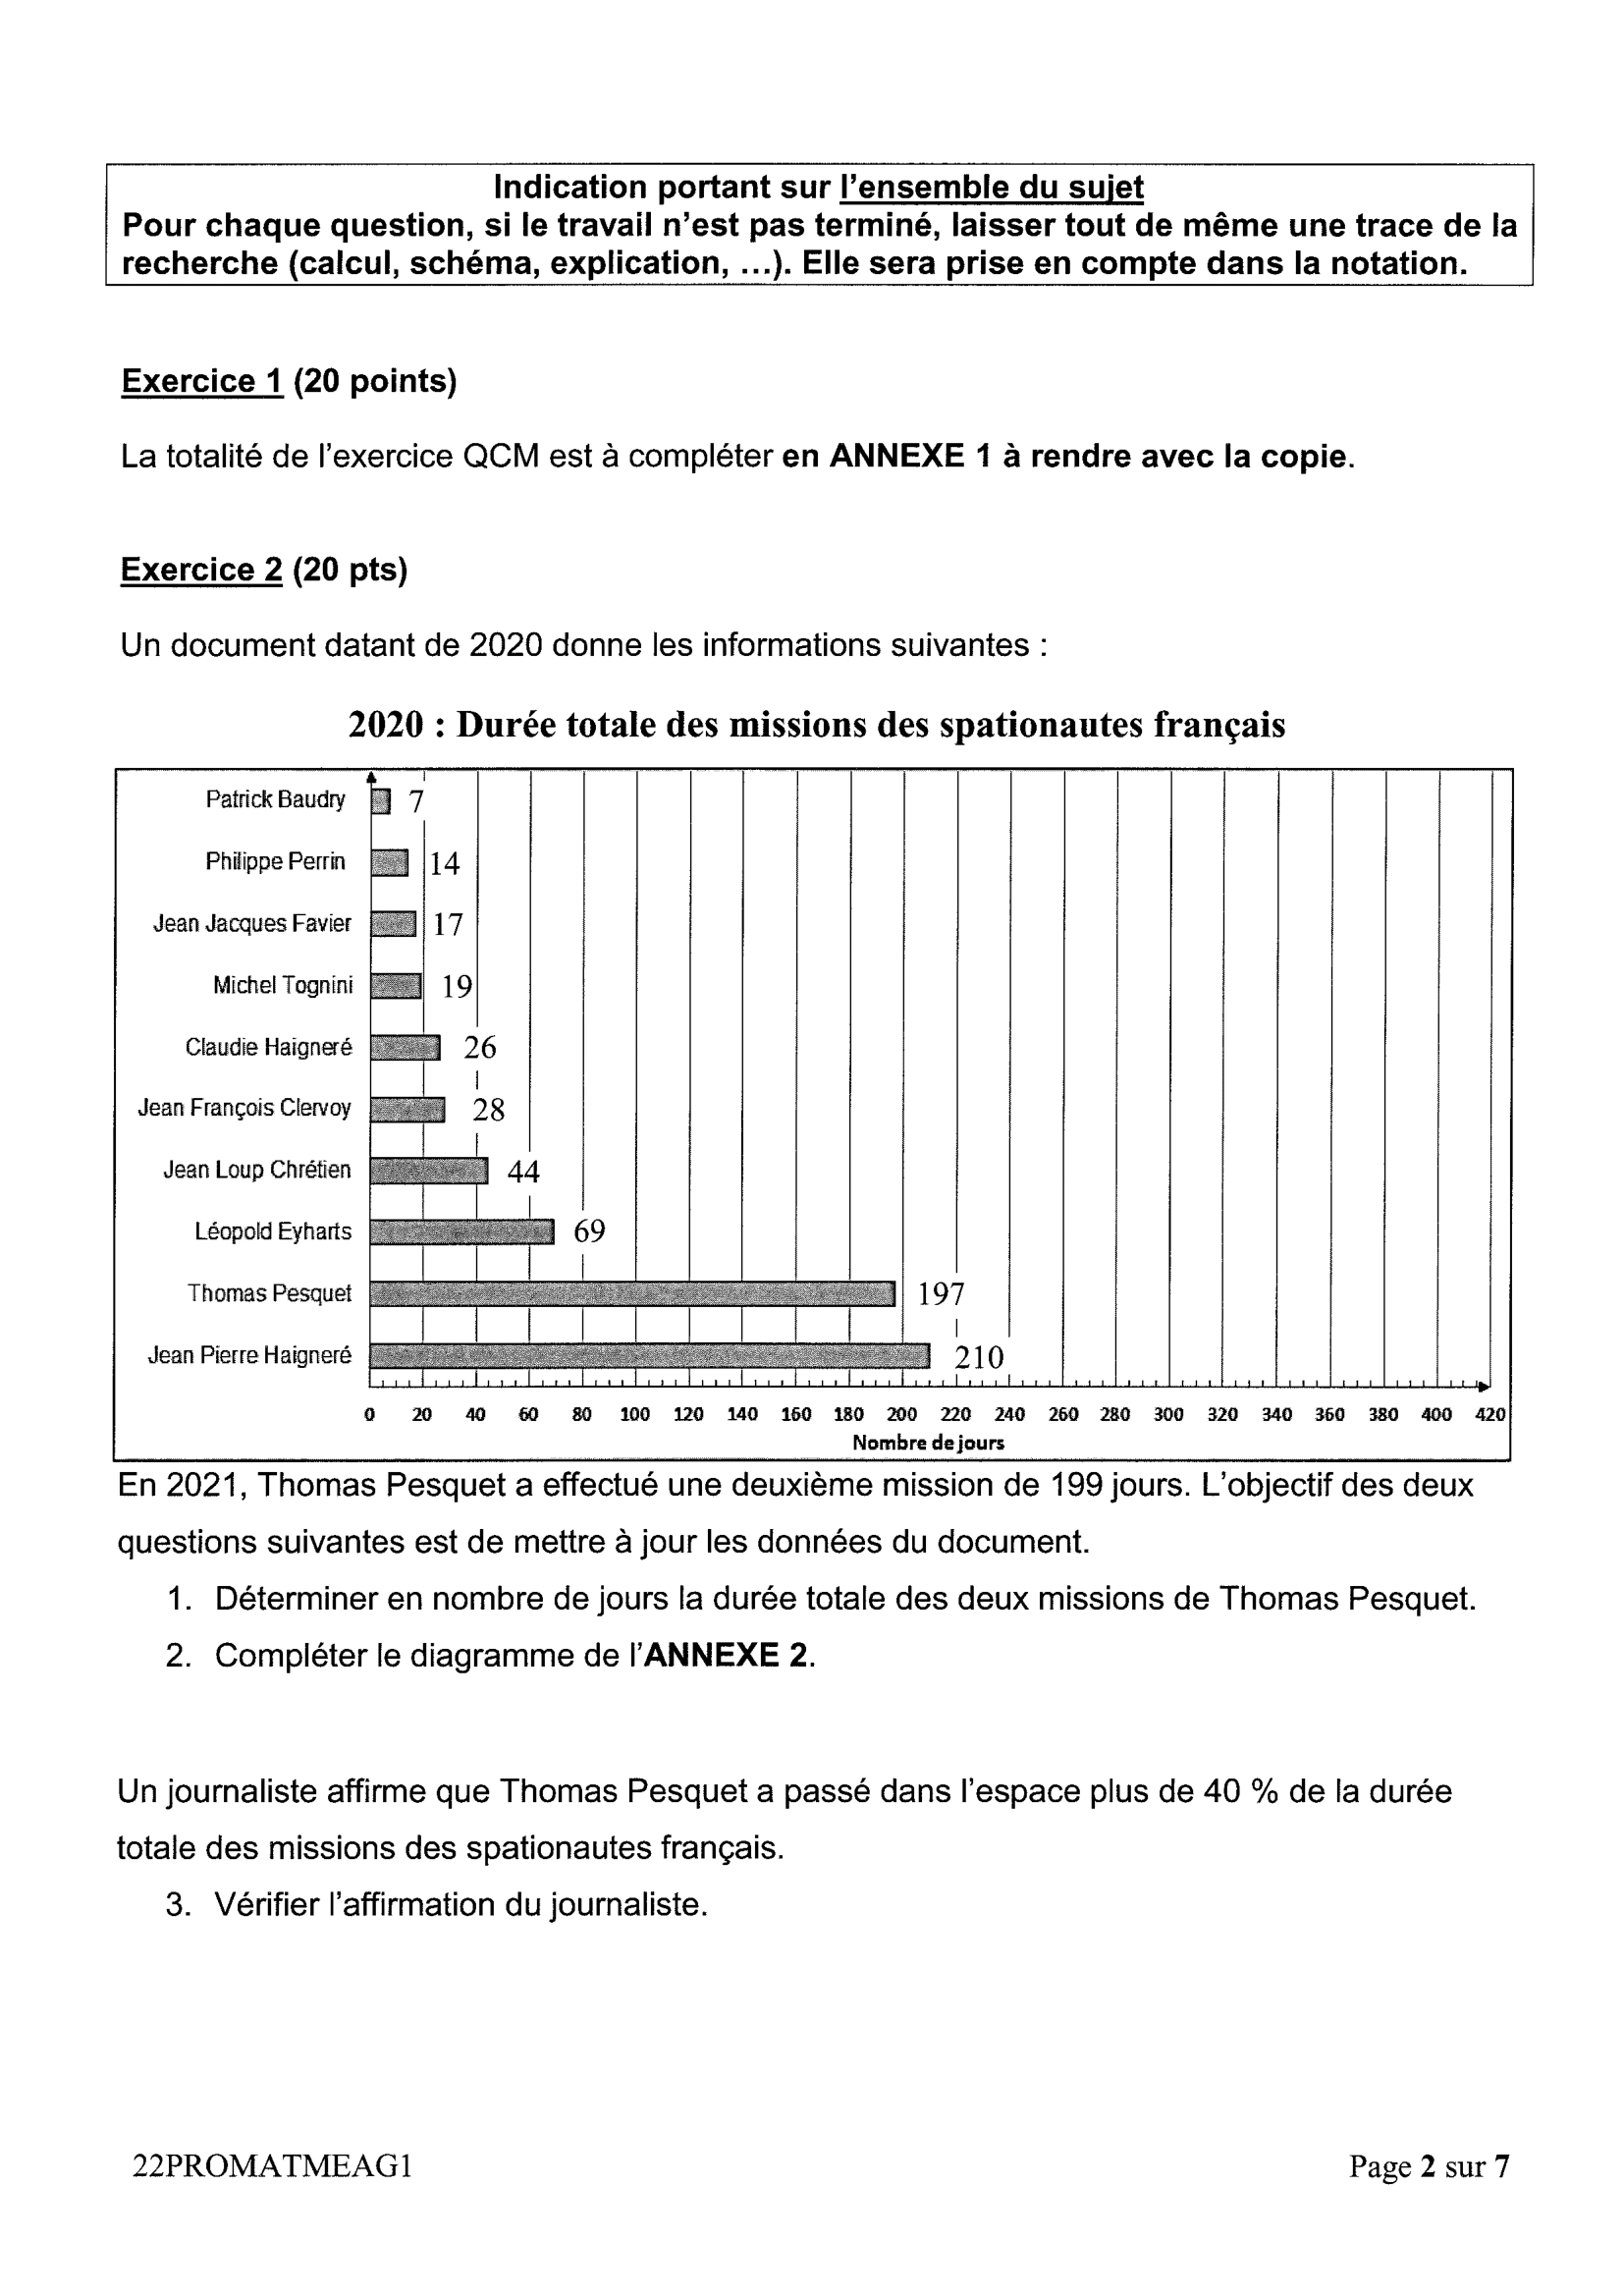 Indication portant sur l'ensemble du sujet
Pour chaque question, si le travail n'est pas terminé, laisser tout de même une trace de la
recherche (calcul, schéma, explication, ...). Elle sera prise en compte dans la notation.
Exercice 1 (20 points)
La totalité de l'exercice QCM est à compléter en ANNEXE 1 à rendre avec la copie.
Exercice 2 (20 pts)
Un document datant de 2020 donne les informations suivantes :
2020 : Durée totale des missions des spationautes français
Patrick Baudry 7
Philippe Perrin 14
Jean Jacques Favier 17
Michel Tognini 19
Claudie Haigneré 26
Jean François Clervoy 28
Jean Loup Chrétien 44
Léopold Eyharts 69
Thomas Pesquet 197
Jean Pierre Haigneré 210
0 20 40 60 80 100 120 140 160 180 200 220 240 260 280 300 320 340 360 380 400 420
Nombre de jours
En 2021, Thomas Pesquet a effectué une deuxième mission de 199 jours. L'objectif des deux
questions suivantes est de mettre à jour les données du document.
1. Déterminer en nombre de jours la durée totale des deux missions de Thomas Pesquet.
2. Compléter le diagramme de l'ANNEXE 2.
Un journaliste affirme que Thomas Pesquet a passé dans l'espace plus de 40 % de la durée
totale des missions des spationautes français.
3. Vérifier l'affirmation du journaliste.
22PROMATMEAG1
Page 2 sur 7